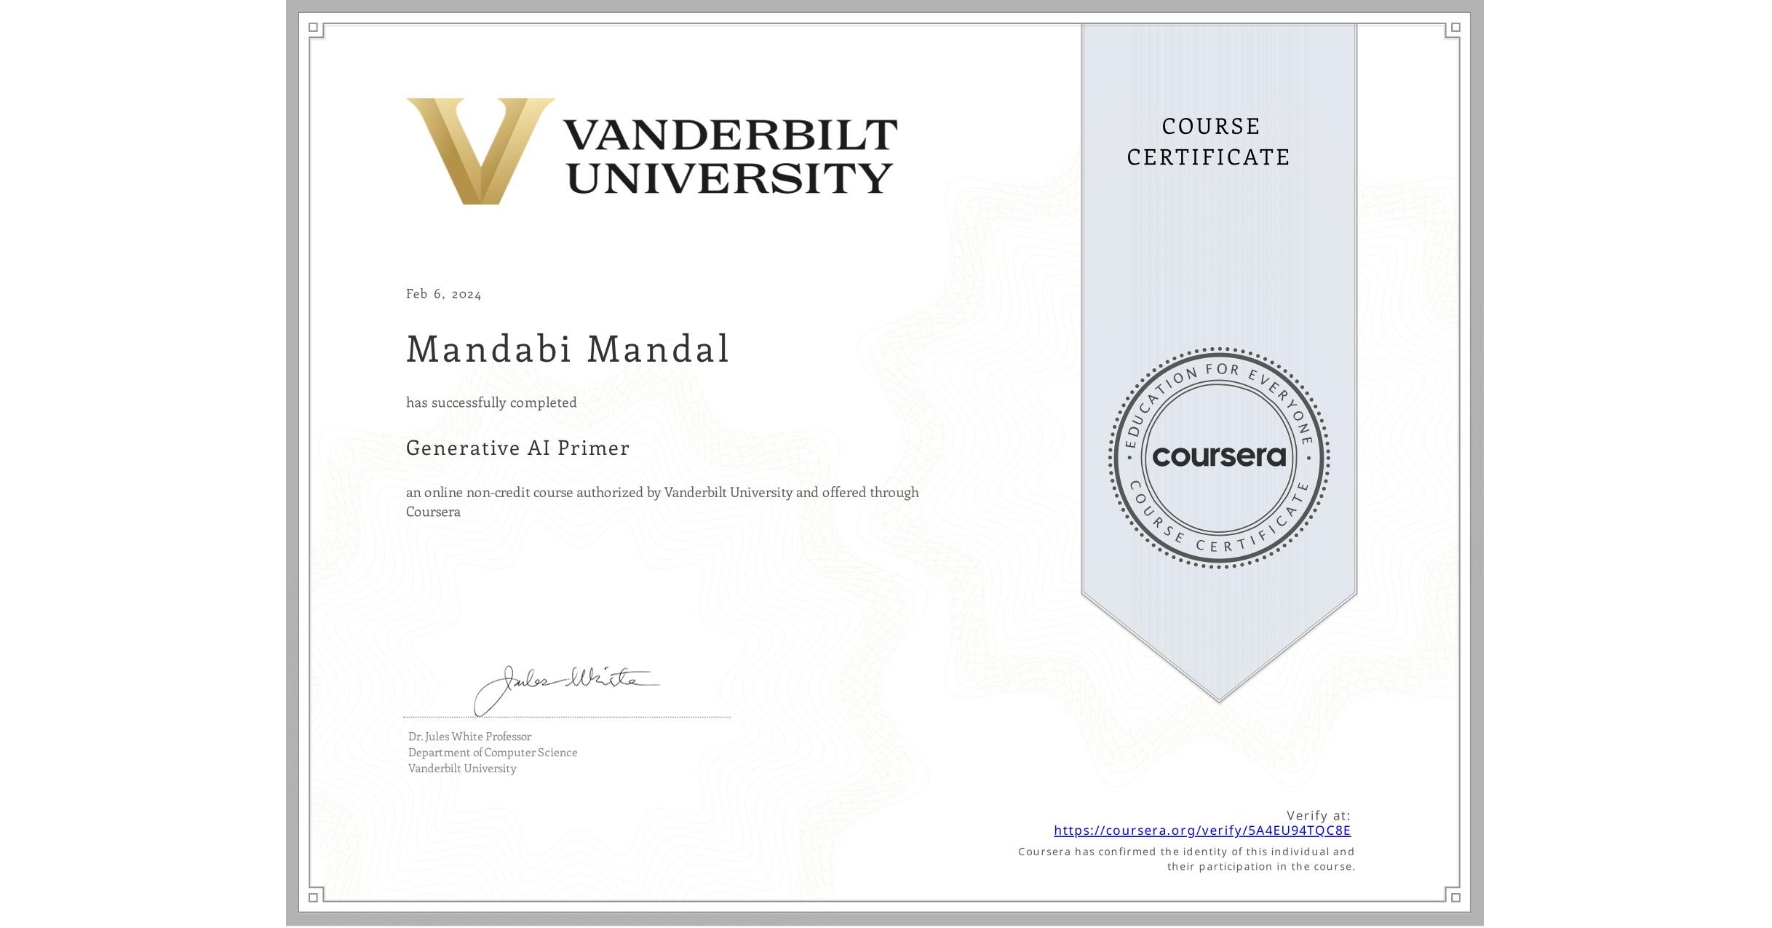 VANDERBILT
UNIVERSITY
COURSE
CERTIFICATE
Feb 6, 2024
Mandabi Mandal
has successfully completed
Generative AI Primer
an online non-credit course authorized by Vanderbilt University and offered through
Coursera
EDUCATION FOR EVERYONE
coursera
COURSE CERTIFICATE
Jules White
Dr. Jules White Professor
Department of Computer Science
Vanderbilt University
Verify at:
https://coursera.org/verify/5A4EU94TQC8E
Coursera has confirmed the identity of this individual and
their participation in the course.